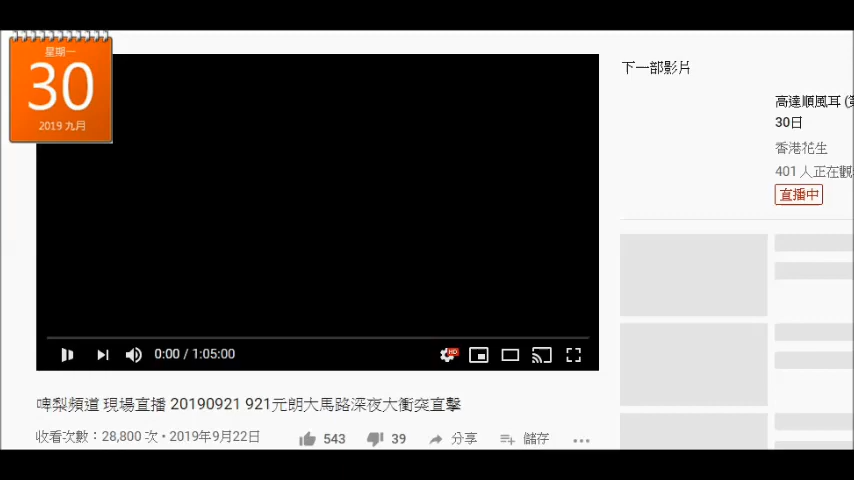 星期一
30
2019 九月
下一部影片
高達順風耳 (第
30日
香港花生
401 人正在觀
直播中
0:00 / 1:05:00
HD
啤梨頻道 現場直播 20190921 921元朗大馬路深夜大衝突直擊
收看次數：28,800 次 • 2019年9月22日
543
39
分享
儲存